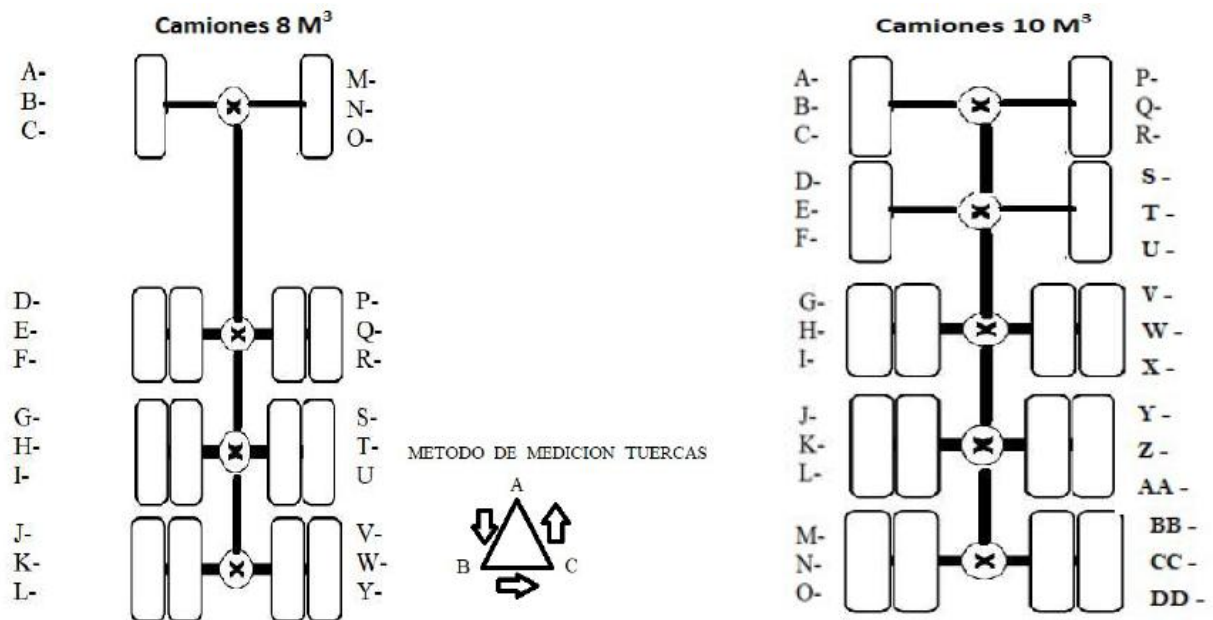 Camiones 8 M³
A-
B-
C-
M-
N-
O-
D-
E-
F-
P-
Q-
R-
G-
H-
I-
S-
T-
U
J-
K-
L-
V-
W-
Y-
METODO DE MEDICION TUERCAS
A
B
C
Camiones 10 M³
A-
B-
C-
P-
Q-
R-
D-
E-
F-
S -
T -
U -
G-
H-
I-
V -
W -
X -
J-
K-
L-
Y -
Z -
AA -
M-
N-
O-
BB -
CC -
DD -